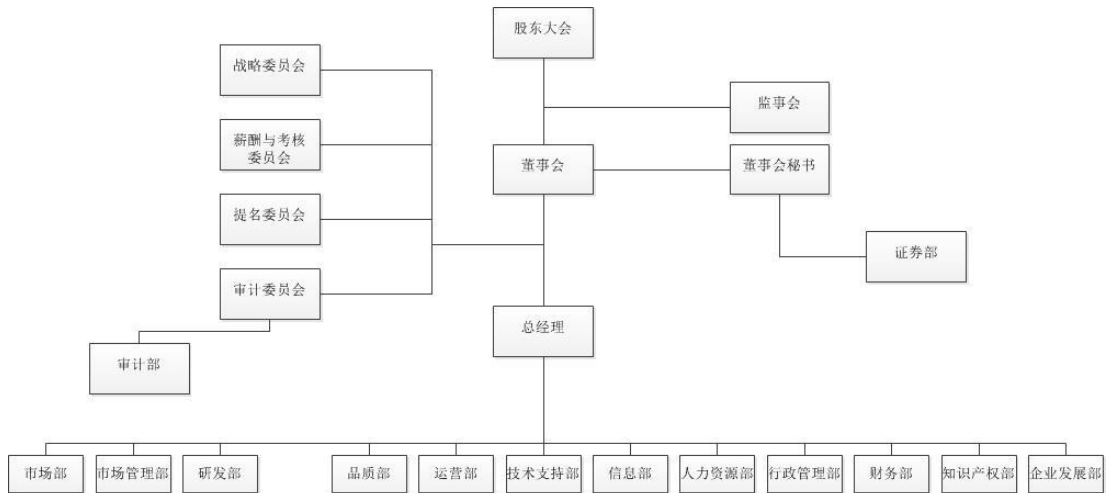 股东大会
战略委员会
监事会
薪酬与考核
委员会
董事会
董事会秘书
提名委员会
证券部
审计委员会
总经理
审计部
市场部
市场管理部
研发部
品质部
运营部
技术支持部
信息部
人力资源部
行政管理部
财务部
知识产权部
企业发展部